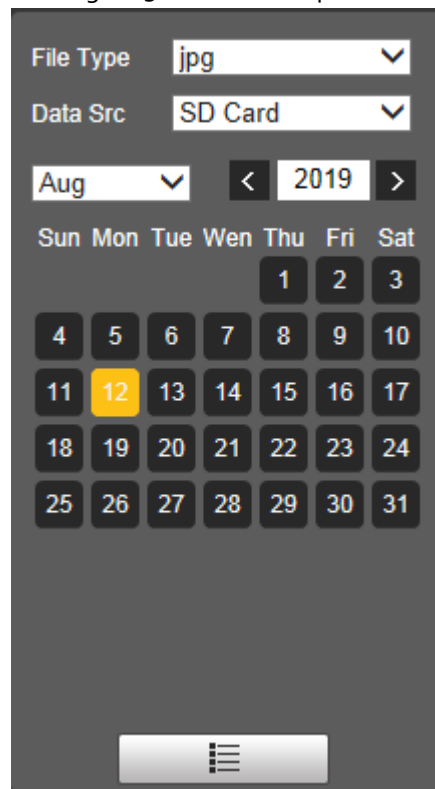 File Type jpg
Data Src SD Card
Aug 2019
Sun Mon Tue Wen Thu Fri Sat
1 2 3
4 5 6 7 8 9 10
11 12 13 14 15 16 17
18 19 20 21 22 23 24
25 26 27 28 29 30 31